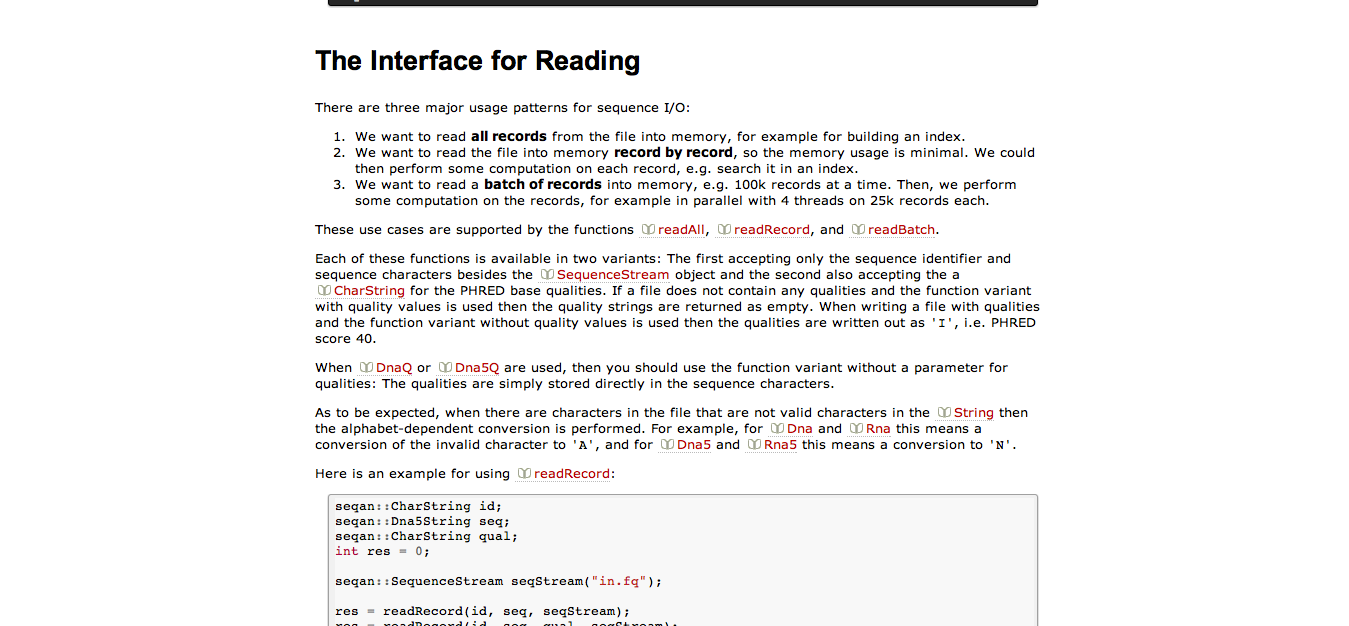 The Interface for Reading
There are three major usage patterns for sequence I/O:
1. We want to read all records from the file into memory, for example for building an index.
2. We want to read the file into memory record by record, so the memory usage is minimal. We could
then perform some computation on each record, e.g. search it in an index.
3. We want to read a batch of records into memory, e.g. 100k records at a time. Then, we perform
some computation on the records, for example in parallel with 4 threads on 25k records each.
These use cases are supported by the functions readAll, readRecord, and readBatch.
Each of these functions is available in two variants: The first accepting only the sequence identifier and
sequence characters besides the SequenceStream object and the second also accepting the a
CharString for the PHRED base qualities. If a file does not contain any qualities and the function variant
with quality values is used then the quality strings are returned as empty. When writing a file with qualities
and the function variant without quality values is used then the qualities are written out as 'I', i.e. PHRED
score 40.
When DnaQ or Dna5Q are used, then you should use the function variant without a parameter for
qualities: The qualities are simply stored directly in the sequence characters.
As to be expected, when there are characters in the file that are not valid characters in the String then
the alphabet-dependent conversion is performed. For example, for Dna and Rna this means a
conversion of the invalid character to 'A', and for Dna5 and Rna5 this means a conversion to 'N'.
Here is an example for using readRecord:
seqan::CharString id;
seqan::Dna5String seq;
seqan::CharString qual;
int res = 0;
seqan::SequenceStream seqStream("in.fq");
res = readRecord(id, seq, seqStream);
res = readRecord(id, seq, qual, seqStream);